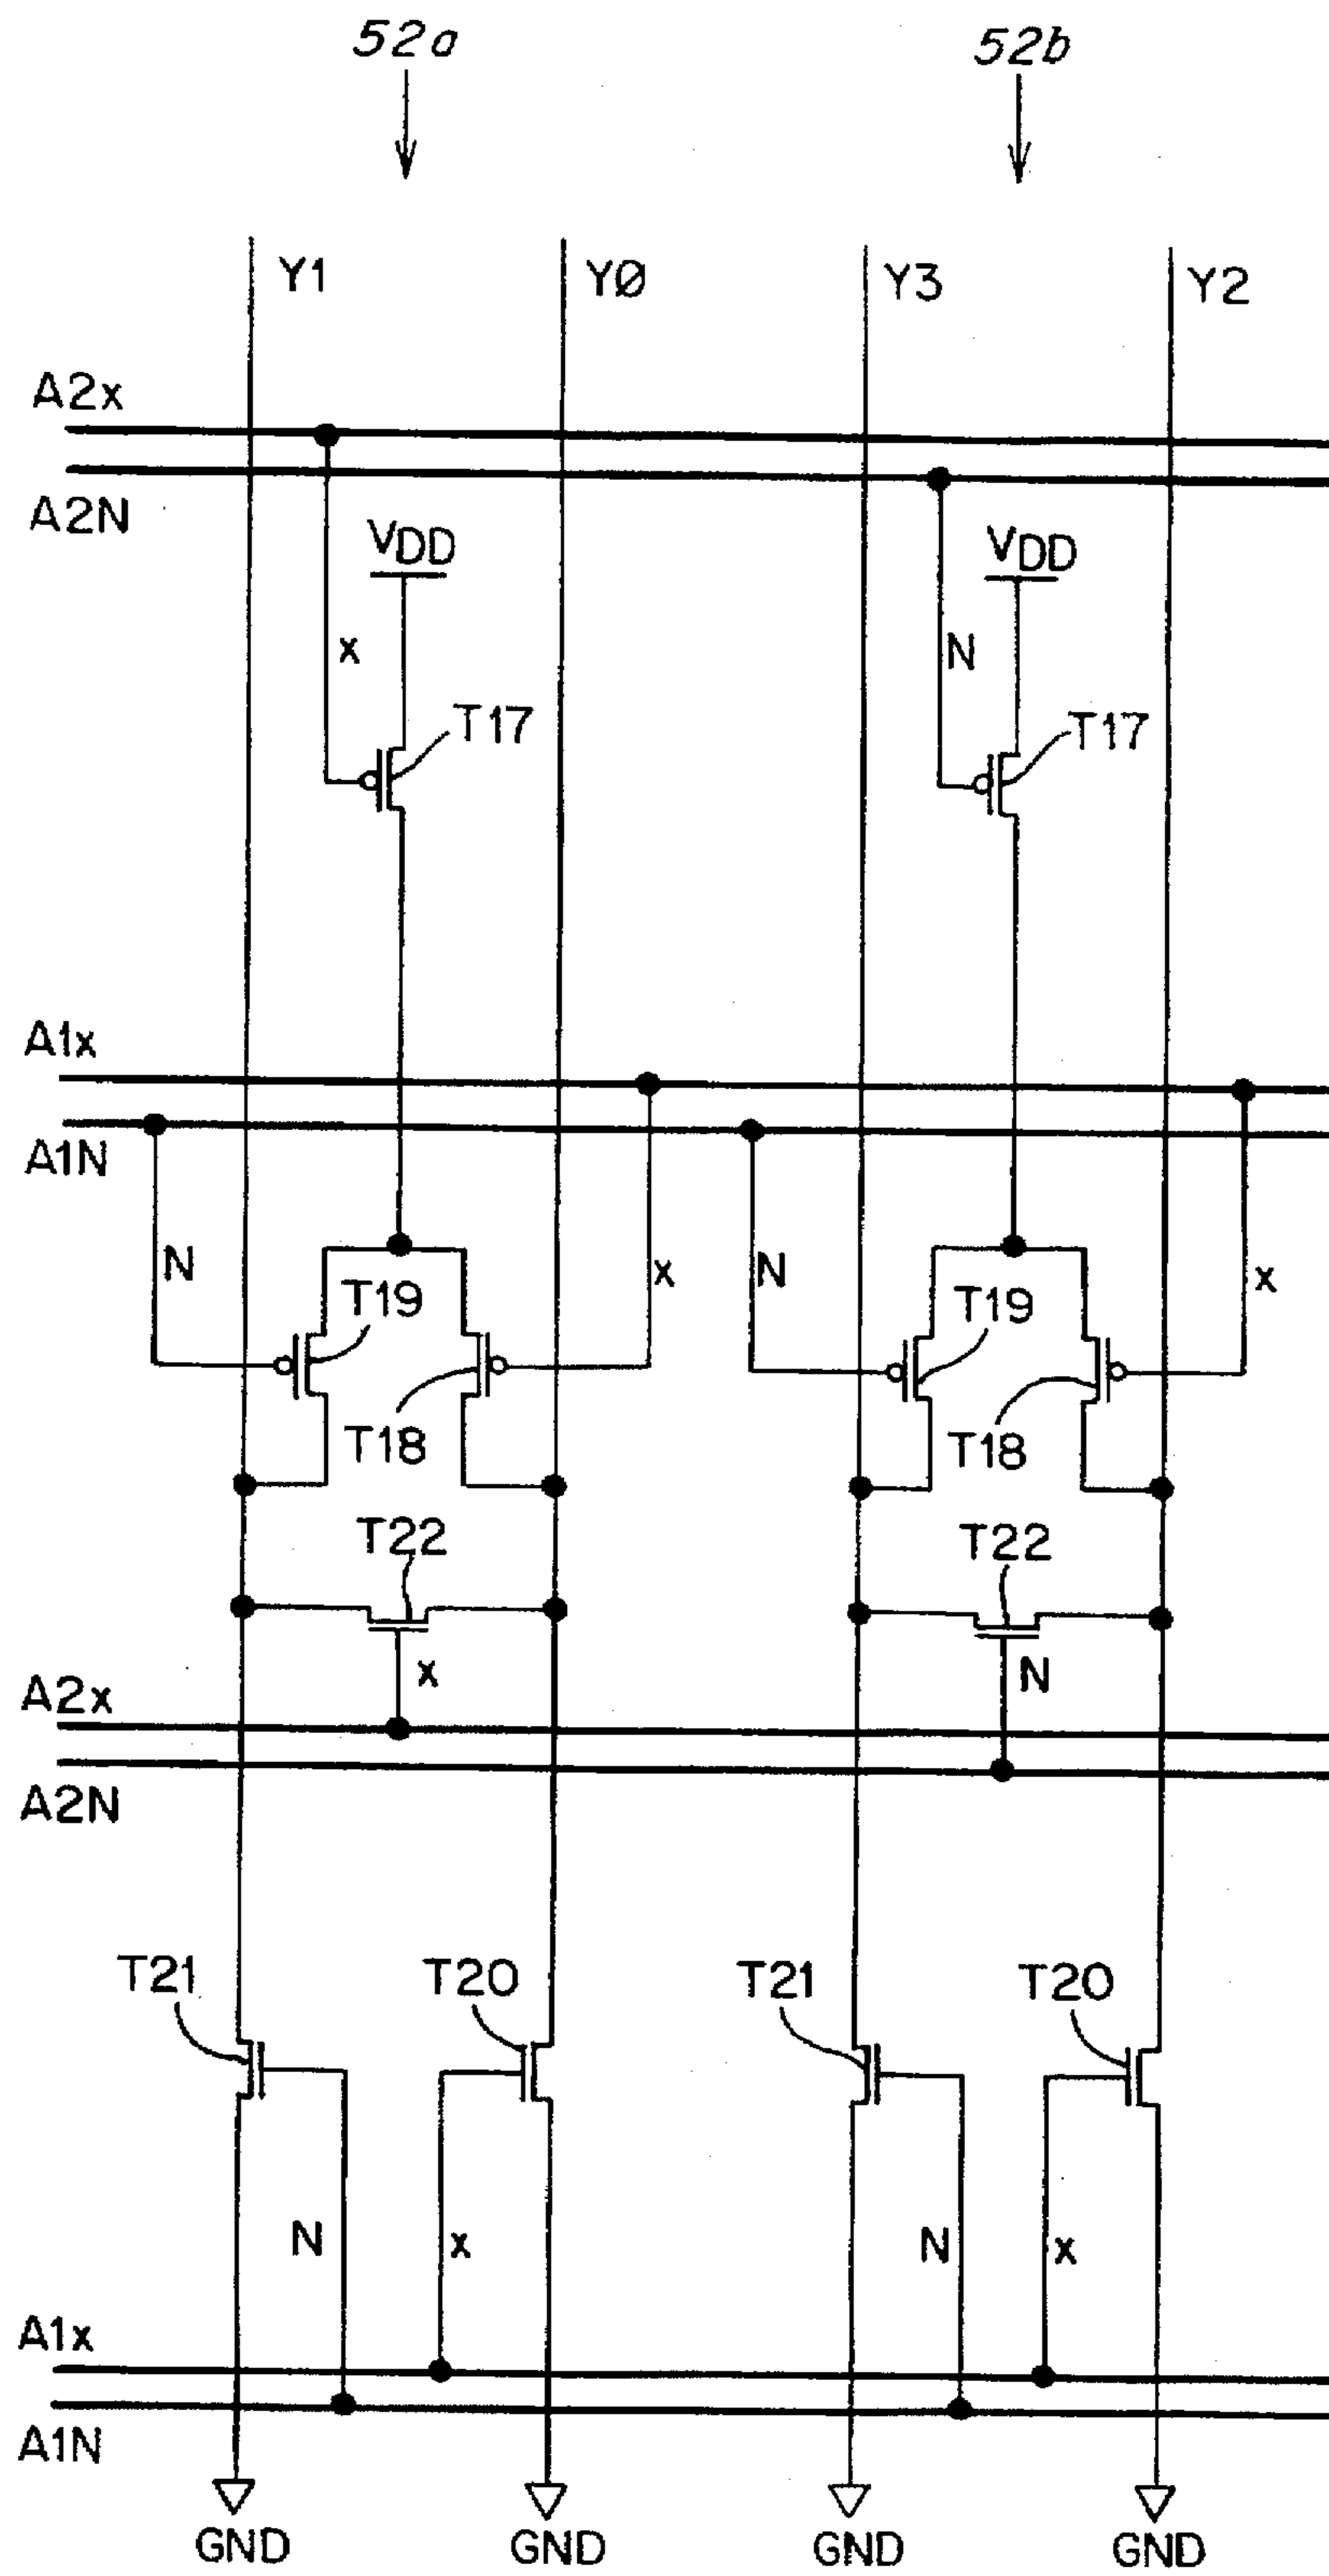 52a 52b
Y1 YØ Y3 Y2
A2x
A2N
VDD VDD
x N
T17 T17
A1x
A1N
N x N x
T19 T19
T18 T18
T22 T22
x N
A2x
A2N
T21 T20 T21 T20
N x N x
A1x
A1N
GND GND GND GND